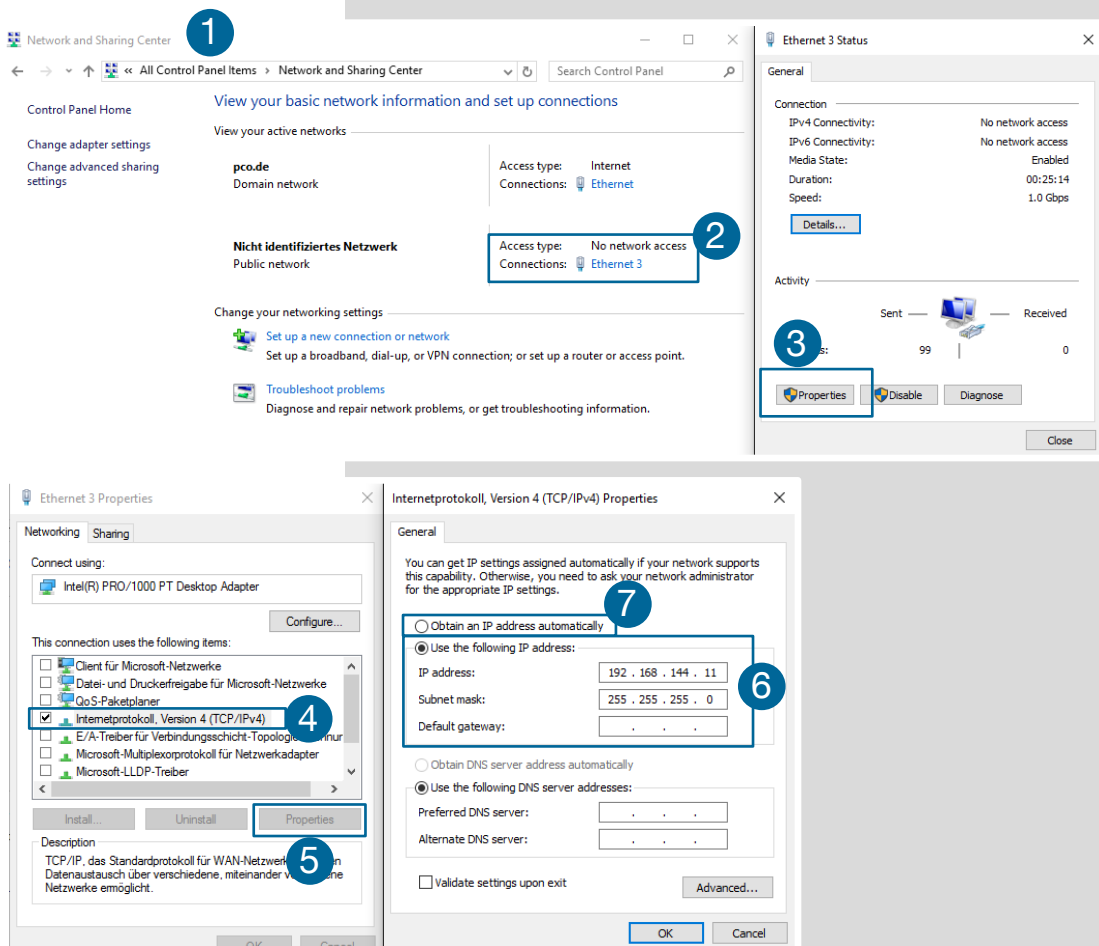 1
Network and Sharing Center
« All Control Panel Items › Network and Sharing Center
Search Control Panel
Control Panel Home
Change adapter settings
Change advanced sharing
settings
View your basic network information and set up connections
View your active networks
pco.de
Domain network
Access type: Internet
Connections: Ethernet
Nicht identifiziertes Netzwerk
Public network
Access type: No network access
Connections: Ethernet 3
2
Change your networking settings
Set up a new connection or network
Set up a broadband, dial-up, or VPN connection; or set up a router or access point.
Troubleshoot problems
Diagnose and repair network problems, or get troubleshooting information.
Ethernet 3 Status
General
Connection
IPv4 Connectivity: No network access
IPv6 Connectivity: No network access
Media State: Enabled
Duration: 00:25:14
Speed: 1.0 Gbps
Details...
Activity
Sent — — Received
3
99 | 0
Properties Disable Diagnose
Close
Ethernet 3 Properties
Networking Sharing
Connect using:
Intel(R) PRO/1000 PT Desktop Adapter
Configure...
This connection uses the following items:
Client für Microsoft-Netzwerke
Datei- und Druckerfreigabe für Microsoft-Netzwerke
QoS-Paketplaner
Internetprotokoll, Version 4 (TCP/IPv4)
4
E/A-Treiber für Verbindungsschicht-
Microsoft-Multiplexorprotokoll für Netzwerkadapter
Microsoft-LLDP-Treiber
Install... Uninstall Properties
5
Description
TCP/IP, das Standardprotokoll für
Datenaustausch über verschiedene, miteinander
Netzwerke ermöglicht.
OK Cancel
Internetprotokoll, Version 4 (TCP/IPv4) Properties
General
You can get IP settings assigned automatically if your network supports
this capability. Otherwise, you need to ask your network administrator
for the appropriate IP settings.
7
Obtain an IP address automatically
Use the following IP address:
IP address: 192 . 168 . 144 . 11
Subnet mask: 255 . 255 . 255 . 0
Default gateway: . . .
6
Obtain DNS server address automatically
Use the following DNS server addresses:
Preferred DNS server: . . .
Alternate DNS server: . . .
Validate settings upon exit
Advanced...
OK Cancel